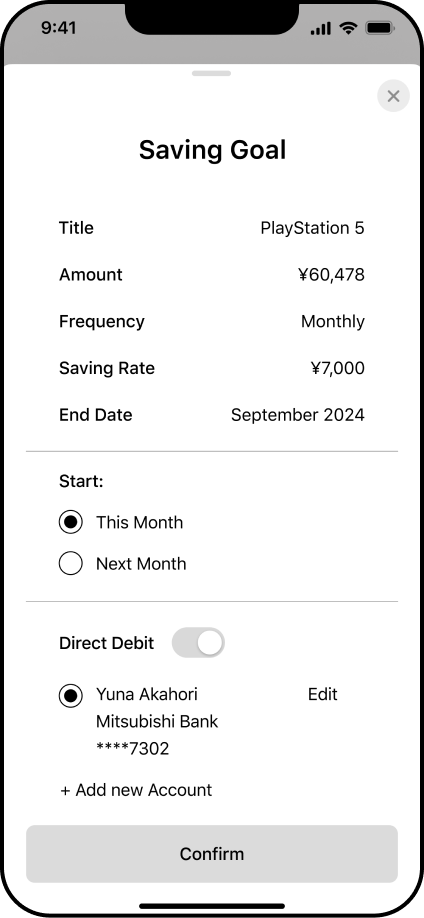 9:41
Saving Goal
Title PlayStation 5
Amount ¥60,478
Frequency Monthly
Saving Rate ¥7,000
End Date September 2024
Start:
This Month
Next Month
Direct Debit
Yuna Akahori Edit
Mitsubishi Bank
****7302
+ Add new Account
Confirm